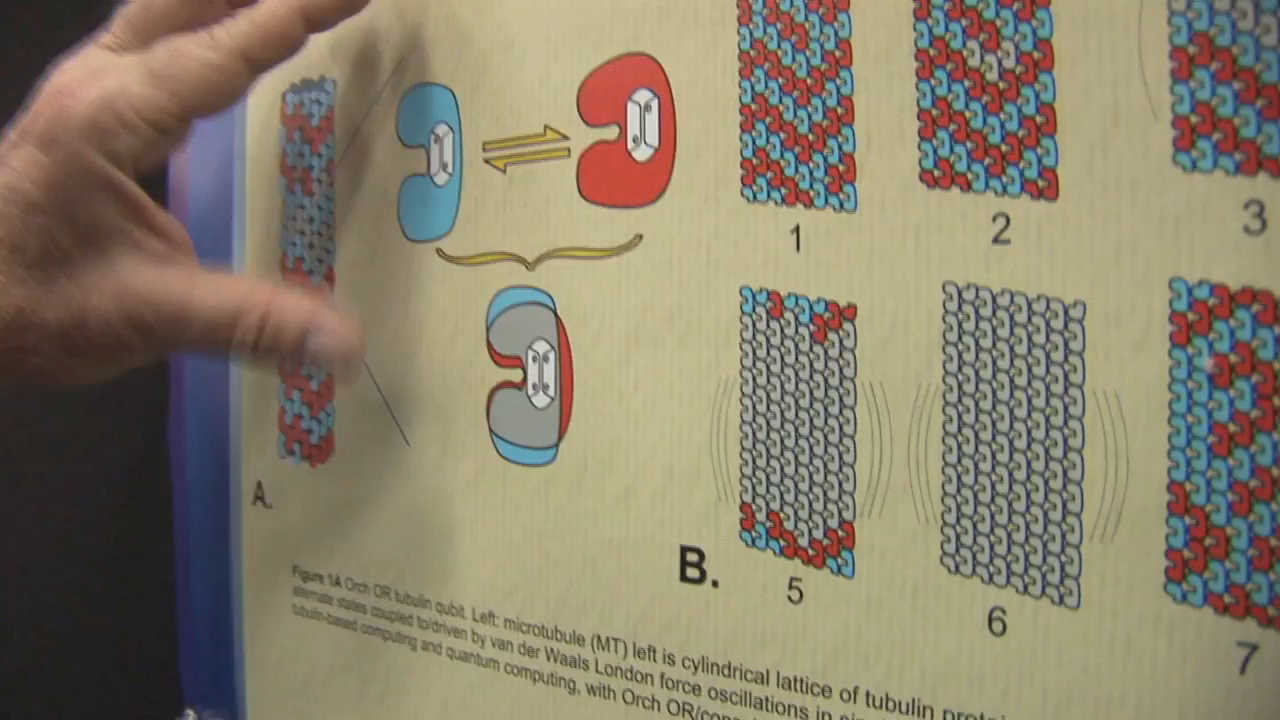 1
2
3
A.
B.
5
6
7
Figure 1A Orch OR tubulin qubit. Left: microtubule (MT) left is cylindrical lattice of tubulin
alternate states coupled to/driven by van der Waals London force oscillations in
tubulin-based computing and quantum computing, with Orch